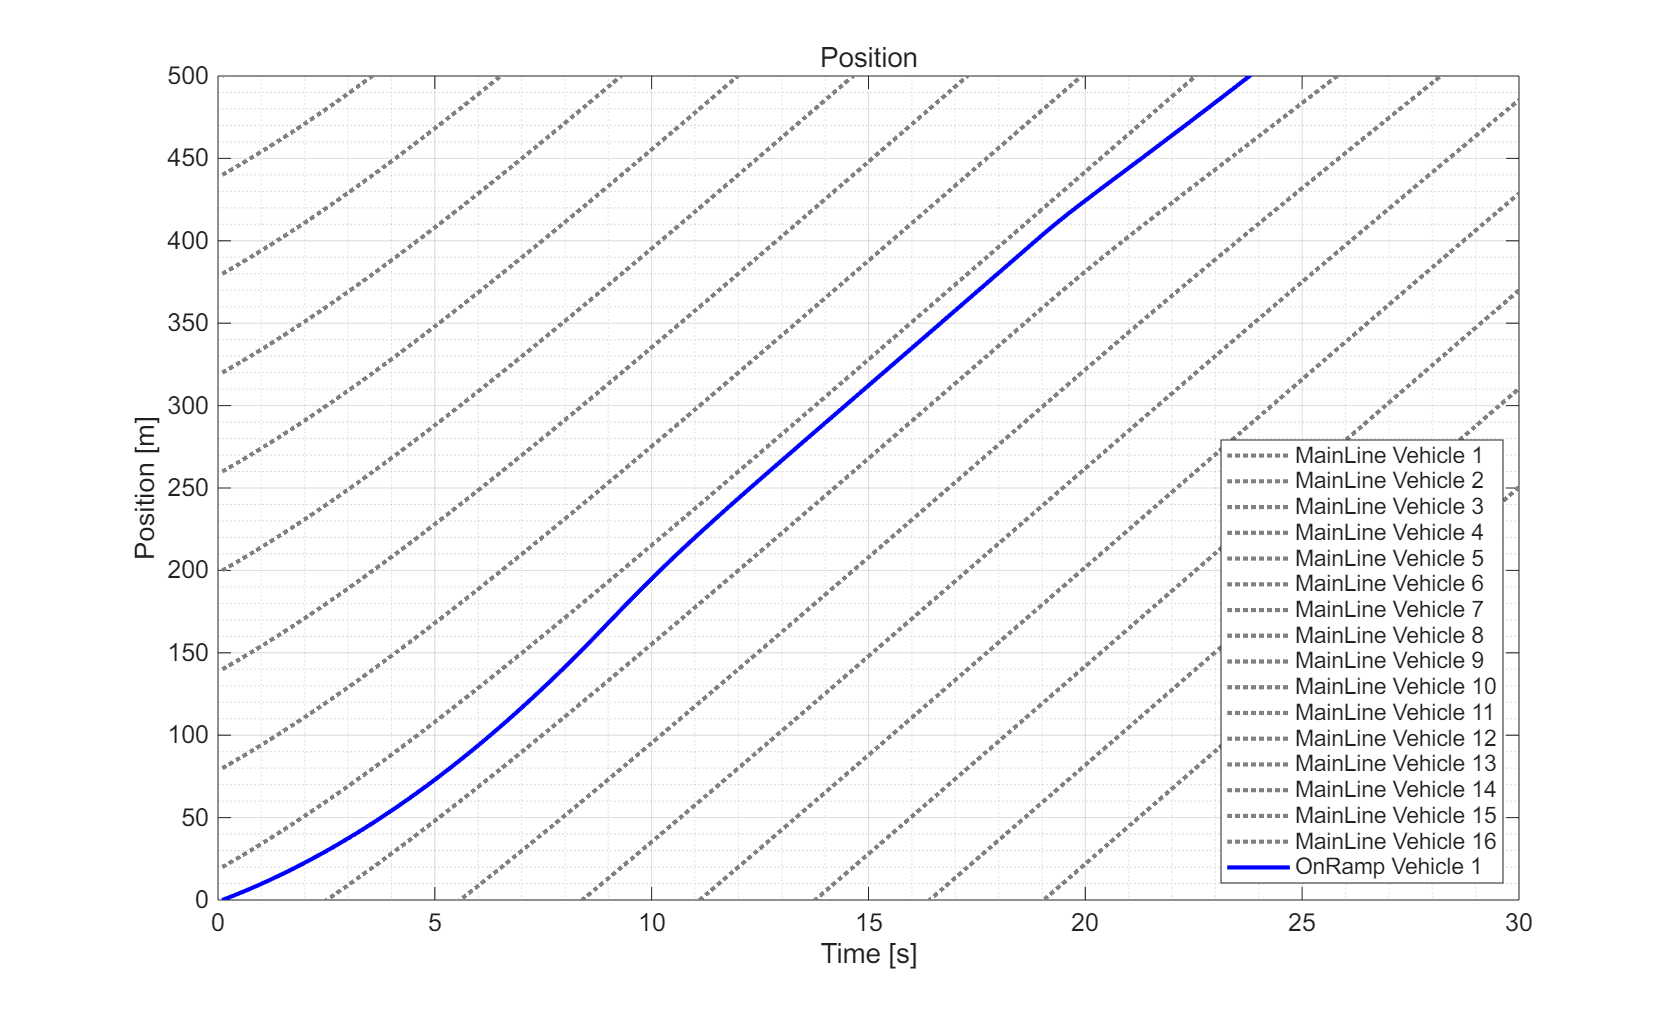 Position
500
450
400
350
300
250
200
150
100
50
0
Position [m]
0 5 10 15 20 25 30
Time [s]
MainLine Vehicle 1
MainLine Vehicle 2
MainLine Vehicle 3
MainLine Vehicle 4
MainLine Vehicle 5
MainLine Vehicle 6
MainLine Vehicle 7
MainLine Vehicle 8
MainLine Vehicle 9
MainLine Vehicle 10
MainLine Vehicle 11
MainLine Vehicle 12
MainLine Vehicle 13
MainLine Vehicle 14
MainLine Vehicle 15
MainLine Vehicle 16
OnRamp Vehicle 1